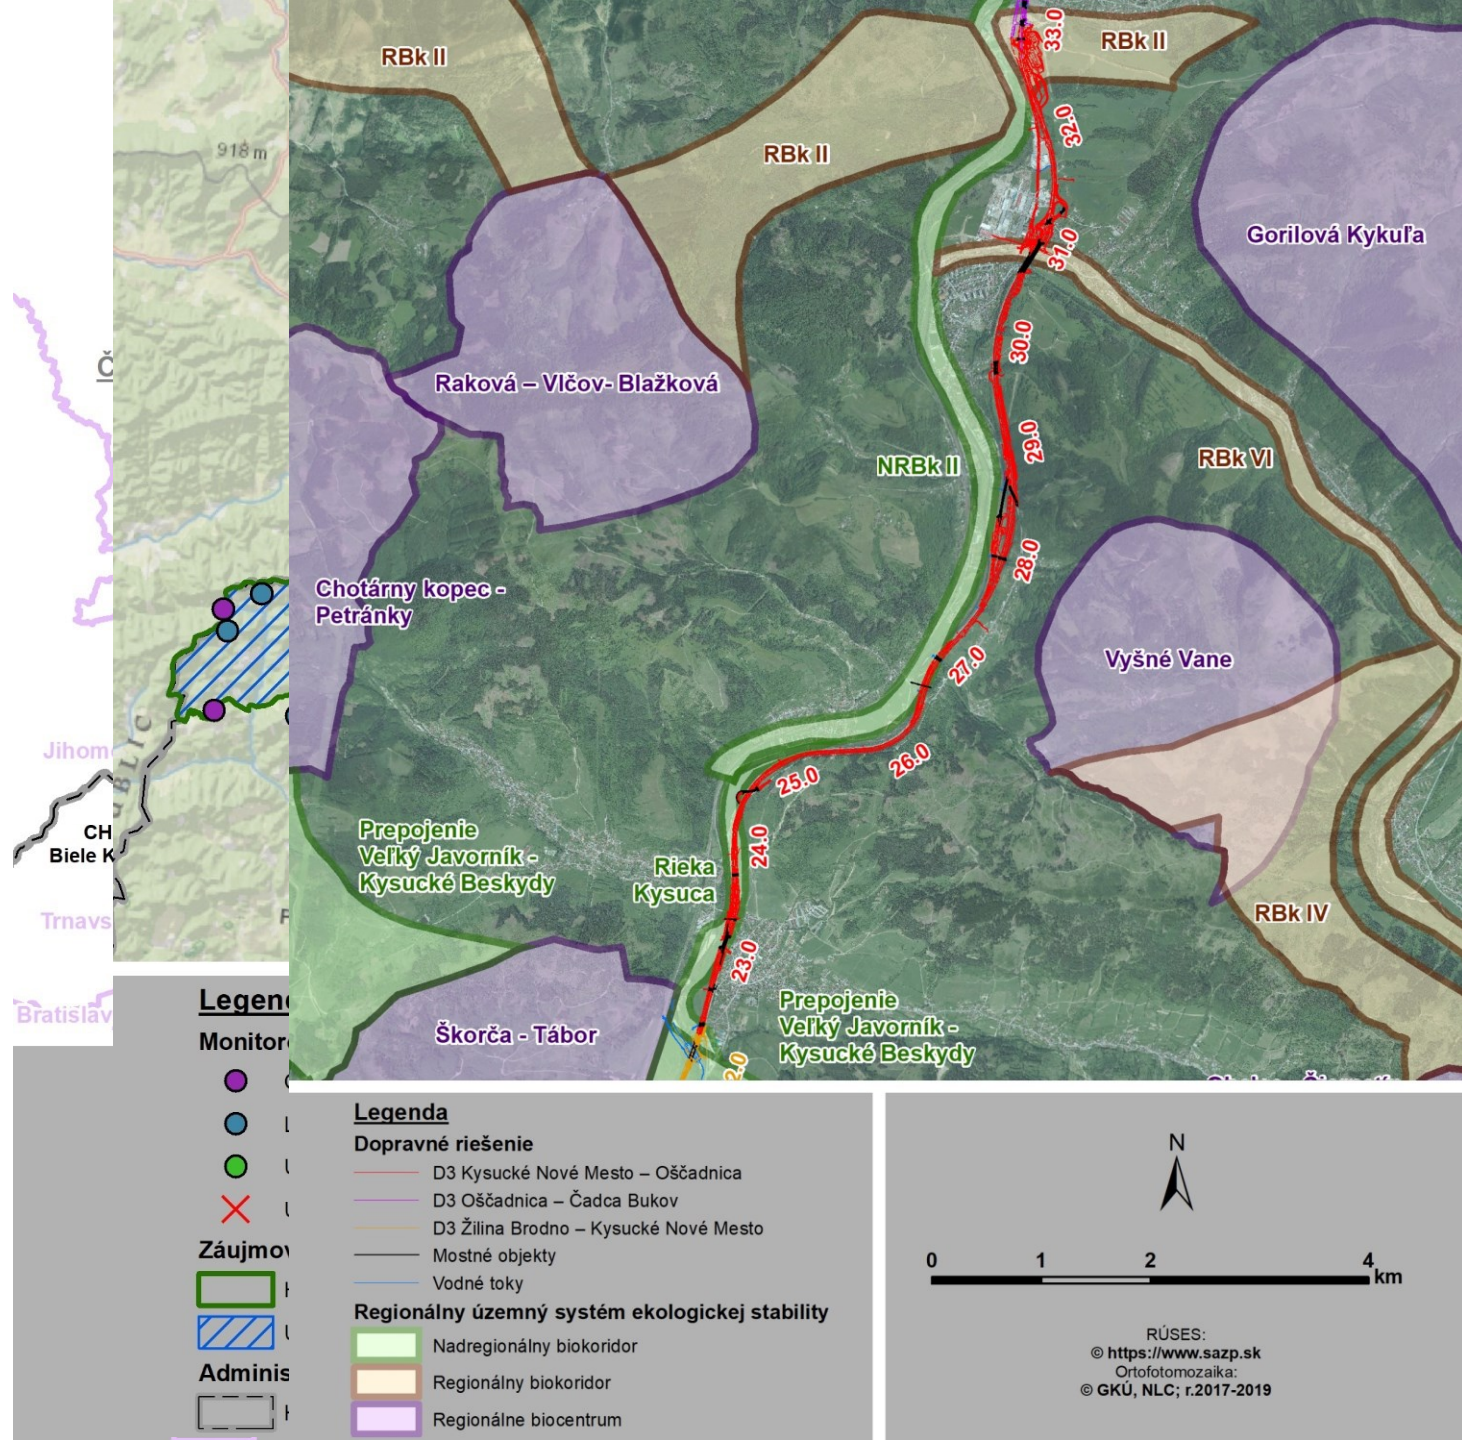 RBk II
33.0
RBk II
32.0
918 m
RBk II
Gorilová Kykuľa
31.0
30.0
Raková – Vlčov- Blažková
29.0
NRBk II
RBk VI
28.0
Chotárny kopec -
Petránky
Vyšné Vane
27.0
Jihom
26.0
25.0
CH
Biele K
Prepojenie
Veľký Javorník -
Kysucké Beskydy
24.0
Rieka
Kysuca
RBk IV
Trnavs
23.0
Prepojenie
Veľký Javorník -
Kysucké Beskydy
Škorča - Tábor
Bratislav
2.0
Legen
Monitor
Záujmov
Adminis
Legenda
Dopravné riešenie
D3 Kysucké Nové Mesto – Oščadnica
D3 Oščadnica – Čadca Bukov
D3 Žilina Brodno – Kysucké Nové Mesto
Mostné objekty
Vodné toky
Regionálny územný systém ekologickej stability
Nadregionálny biokoridor
Regionálny biokoridor
Regionálne biocentrum
N
0 1 2 4
km
RÚSES:
© https://www.sazp.sk
Ortofotomozaika:
© GKÚ, NLC; r.2017-2019